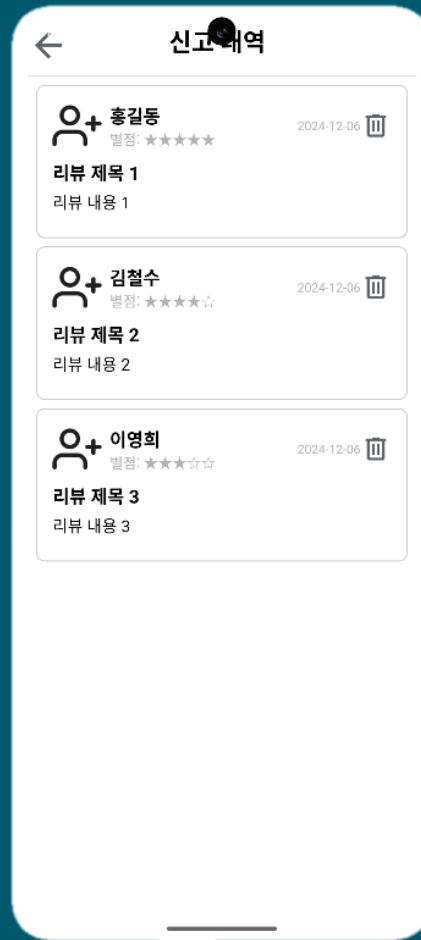 신고 내역
홍길동
2024-12-06
별점: ★★★★★
리뷰 제목 1
리뷰 내용 1
김철수
2024-12-06
별점: ★★★★☆
리뷰 제목 2
리뷰 내용 2
이영희
2024-12-06
별점: ★★★☆☆
리뷰 제목 3
리뷰 내용 3